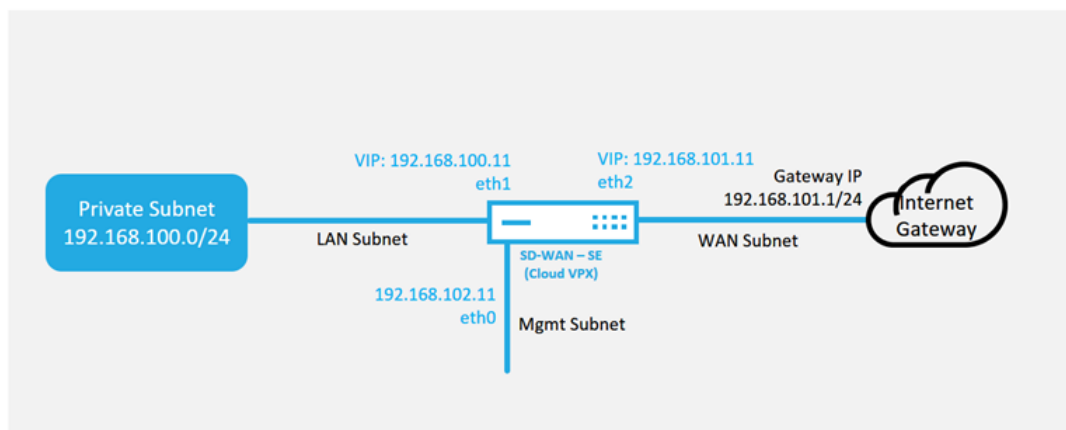 VIP: 192.168.100.11
eth1
VIP: 192.168.101.11
eth2
Gateway IP
192.168.101.1/24
Internet
Gateway
Private Subnet
192.168.100.0/24
LAN Subnet
WAN Subnet
SD-WAN – SE
(Cloud VPX)
192.168.102.11
eth0
Mgmt Subnet